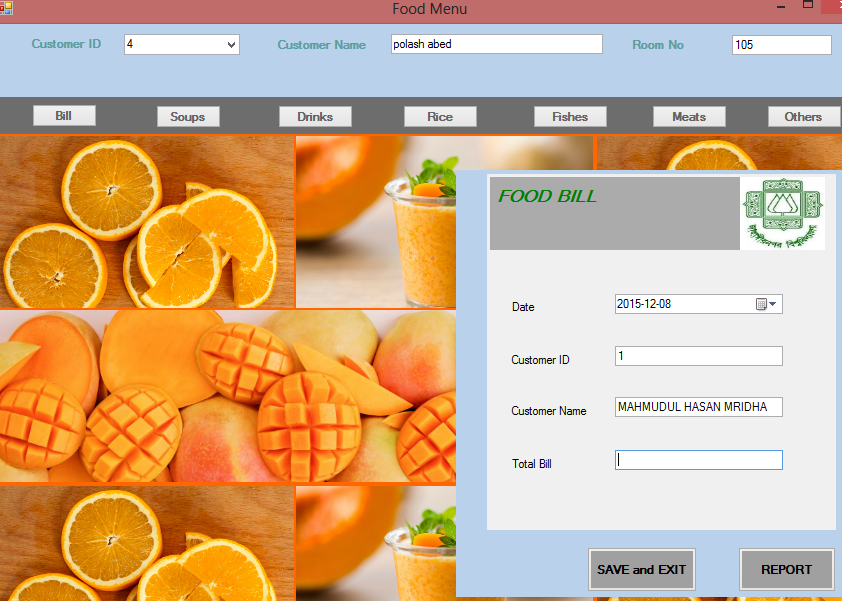 Food Menu
Customer ID 4 Customer Name polash abed Room No 105
Bill Soups Drinks Rice Fishes Meats Others
FOOD BILL
Date 2015-12-08
Customer ID 1
Customer Name MAHMUDUL HASAN MRIDHA
Total Bill
SAVE and EXIT REPORT